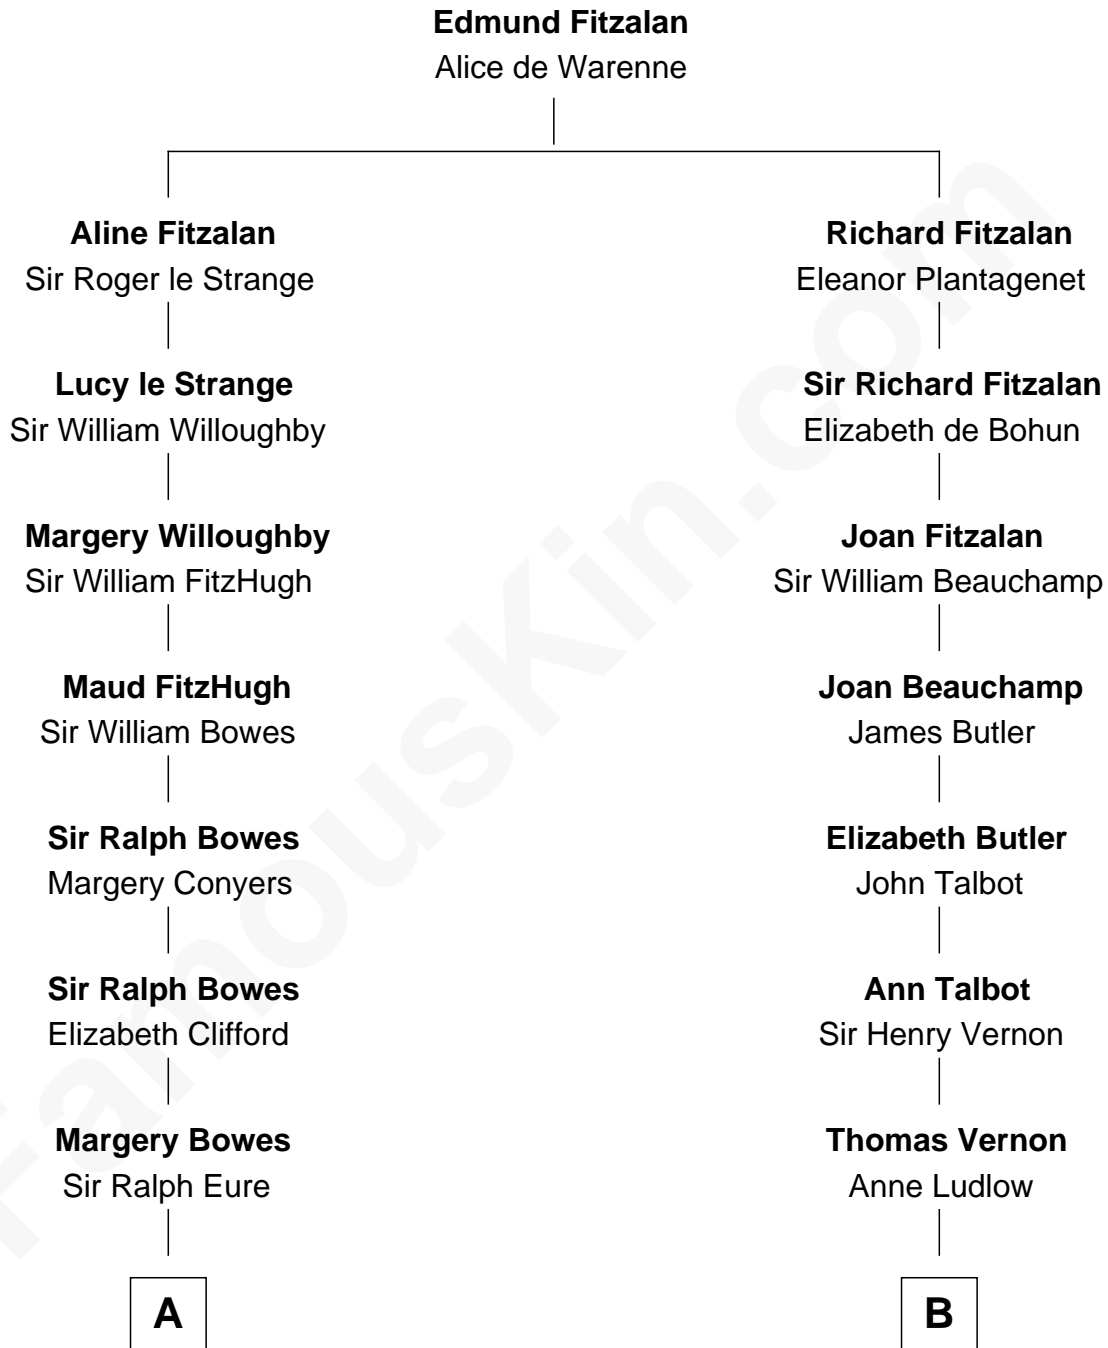 Edmund Fitzalan
Alice de Warenne
Aline Fitzalan
Sir Roger le Strange
Richard Fitzalan
Eleanor Plantagenet
Lucy le Strange
Sir William Willoughby
Sir Richard Fitzalan
Elizabeth de Bohun
Margery Willoughby
Sir William FitzHugh
Joan Fitzalan
Sir William Beauchamp
Maud FitzHugh
Sir William Bowes
Joan Beauchamp
James Butler
Sir Ralph Bowes
Margery Conyers
Elizabeth Butler
John Talbot
Sir Ralph Bowes
Elizabeth Clifford
Ann Talbot
Sir Henry Vernon
Margery Bowes
Sir Ralph Eure
Thomas Vernon
Anne Ludlow
A
B
FamousKin.com